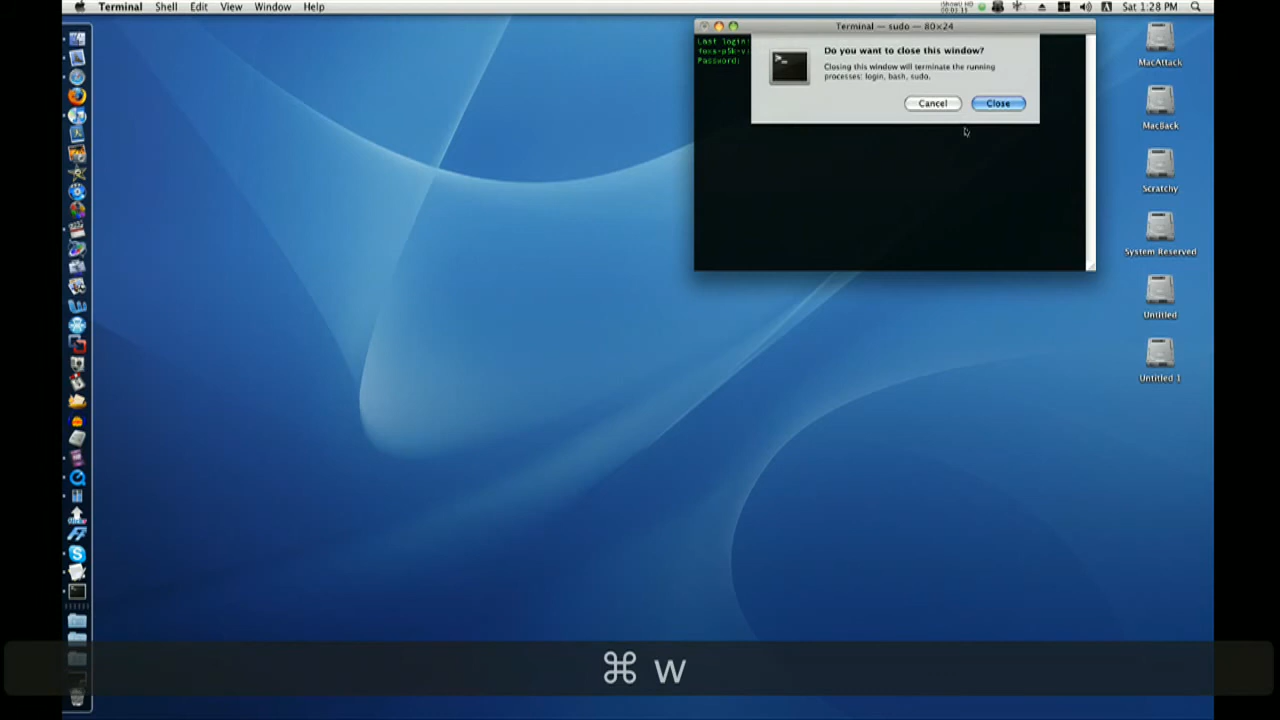 Terminal Shell Edit View Window Help
Sat 1:28 PM
Terminal — sudo — 80×24
Last login:
Password:
Do you want to close this window?
Closing this window will terminate the running
processes: login, bash, sudo.
Cancel Close
MacAttack
MacBack
Scratchy
System Reserved
Untitled
Untitled 1
⌘ W